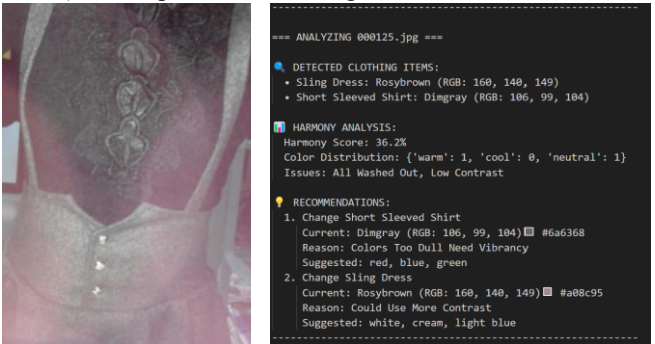 === ANALYZING 000125.jpg ===
🔍 DETECTED CLOTHING ITEMS:
• Sling Dress: Rosybrown (RGB: 160, 140, 149)
• Short Sleeved Shirt: Dimgray (RGB: 106, 99, 104)
📊 HARMONY ANALYSIS:
Harmony Score: 36.2%
Color Distribution: {'warm': 1, 'cool': 0, 'neutral': 1}
Issues: All Washed Out, Low Contrast
💡 RECOMMENDATIONS:
1. Change Short Sleeved Shirt
Current: Dimgray (RGB: 106, 99, 104) #6a6368
Reason: Colors Too Dull Need Vibrancy
Suggested: red, blue, green
2. Change Sling Dress
Current: Rosybrown (RGB: 160, 140, 149) #a08c95
Reason: Could Use More Contrast
Suggested: white, cream, light blue